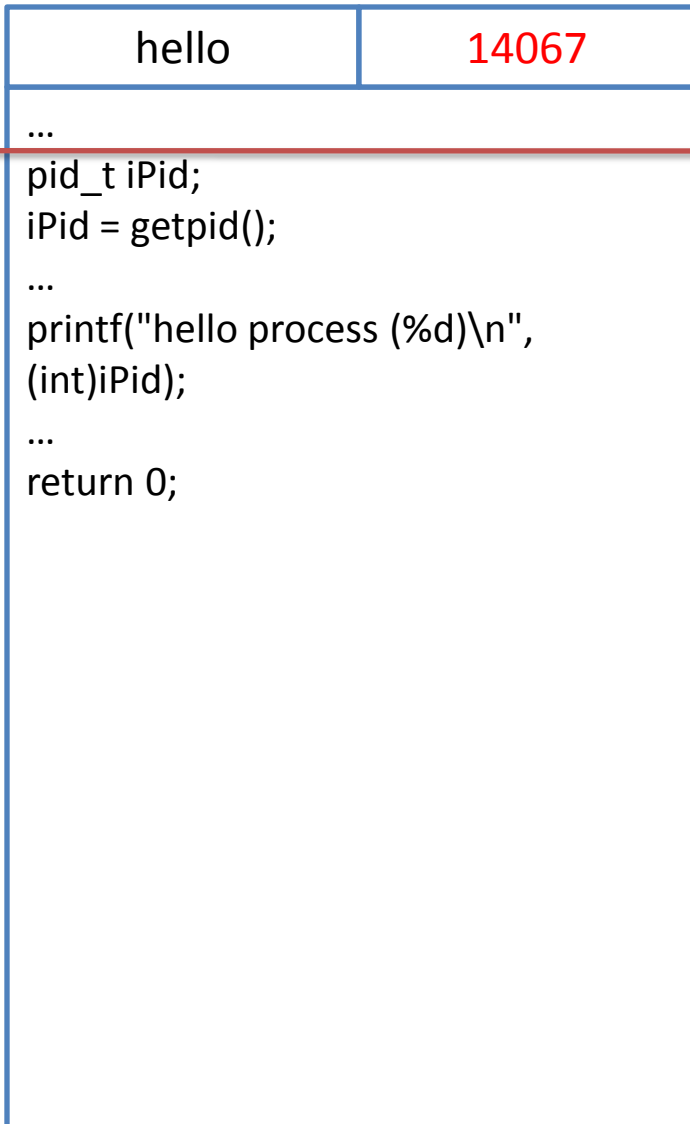 hello 14067
…
pid_t iPid;
iPid = getpid();
…
printf("hello process (%d)\n",
(int)iPid);
…
return 0;